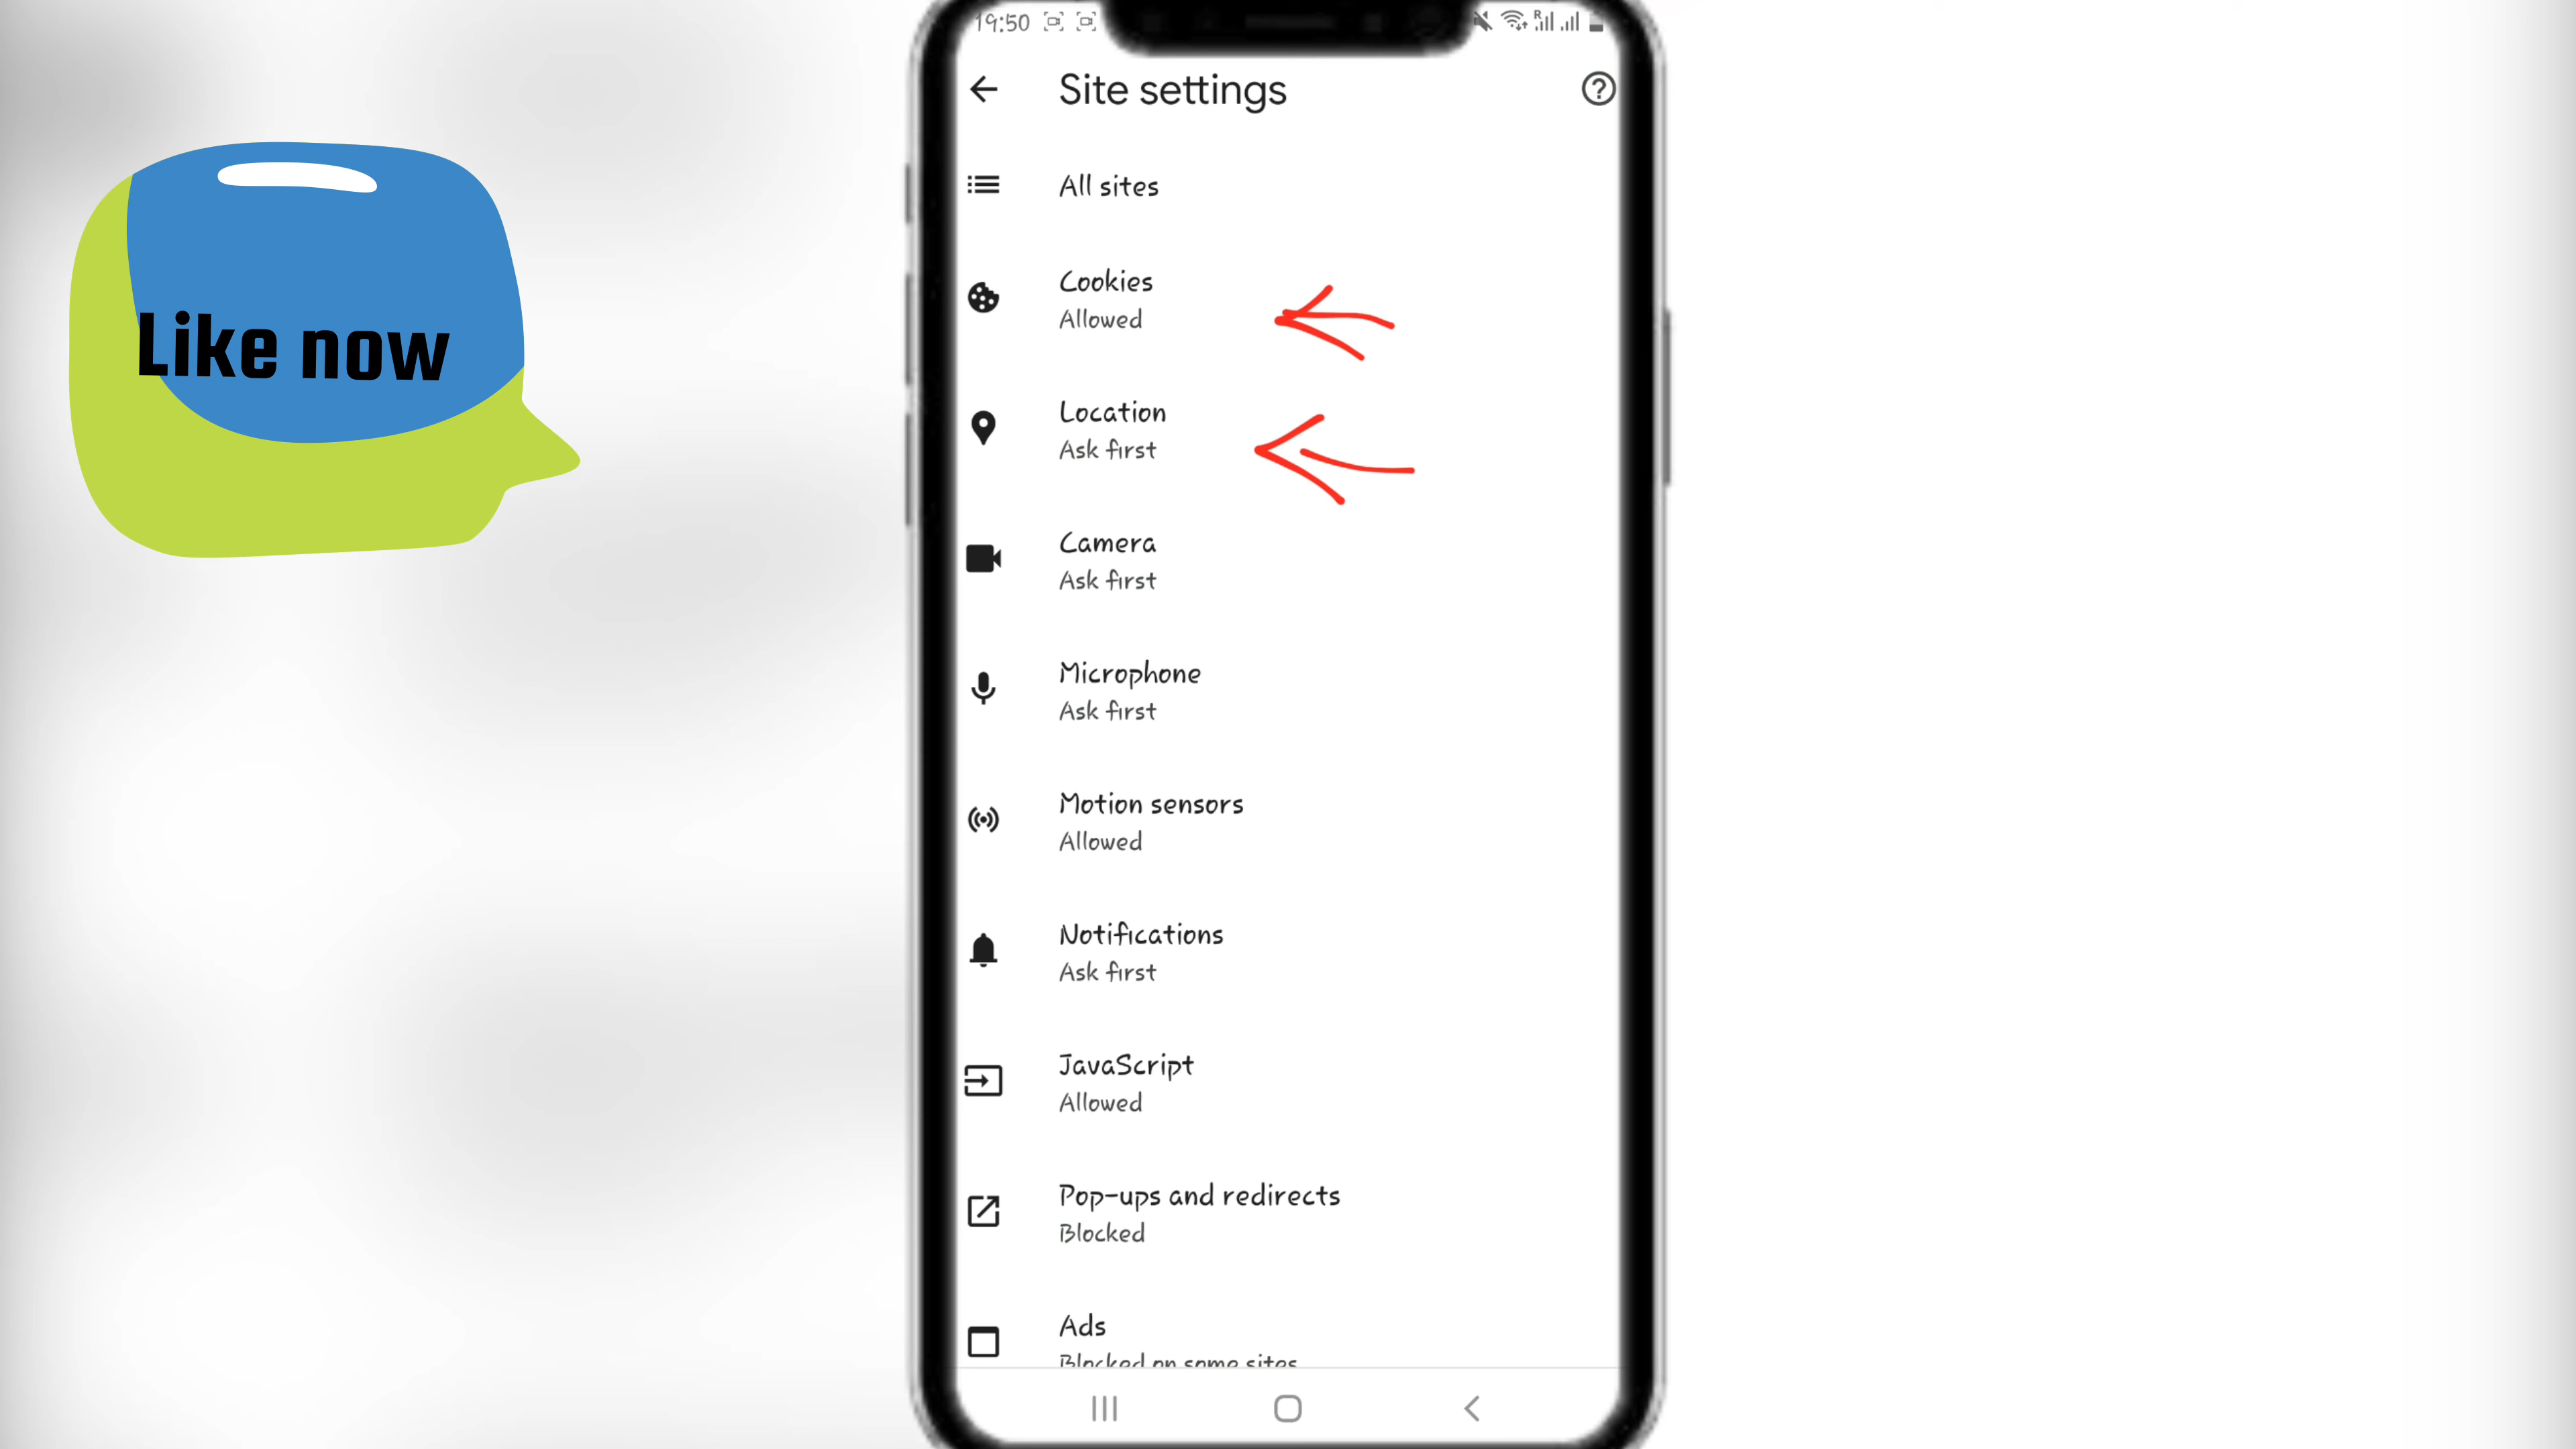 19:50
R
Site settings
All sites
Cookies
Allowed
Location
Ask first
Camera
Ask first
Microphone
Ask first
Motion sensors
Allowed
Notifications
Ask first
JavaScript
Allowed
Pop-ups and redirects
Blocked
Ads
Blocked on some sites
Like now